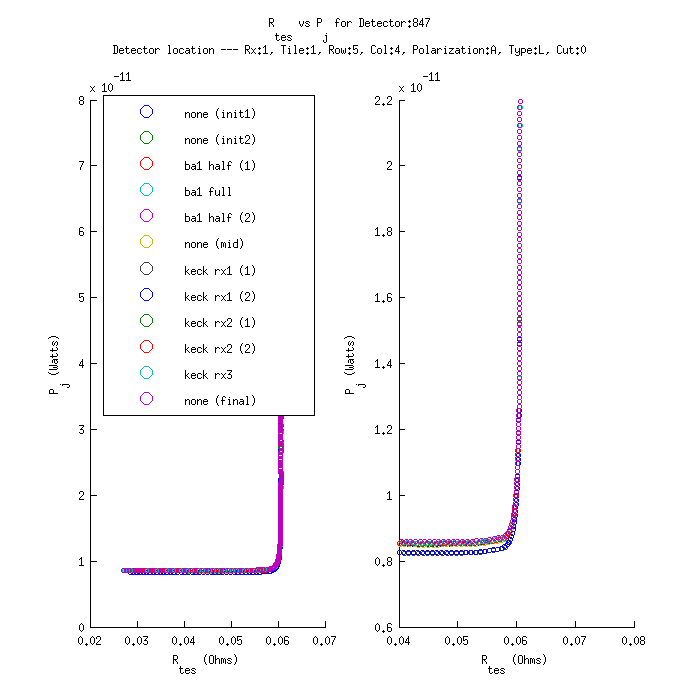 R    vs P  for Detector:847
tes    j
Detector location --- Rx:1, Tile:1, Row:5, Col:4, Polarization:A, Type:L, Cut:0
x 10^-11
8
7
6
5
4
3
2
1
0
0.02 0.03 0.04 0.05 0.06 0.07
P_j (Watts)
R_tes (Ohms)
none (init1)
none (init2)
ba1 half (1)
ba1 full
ba1 half (2)
none (mid)
keck rx1 (1)
keck rx1 (2)
keck rx2 (1)
keck rx2 (2)
keck rx3
none (final)
x 10^-11
2.2
2
1.8
1.6
1.4
1.2
1
0.8
0.6
0.04 0.05 0.06 0.07 0.08
P_j (Watts)
R_tes (Ohms)